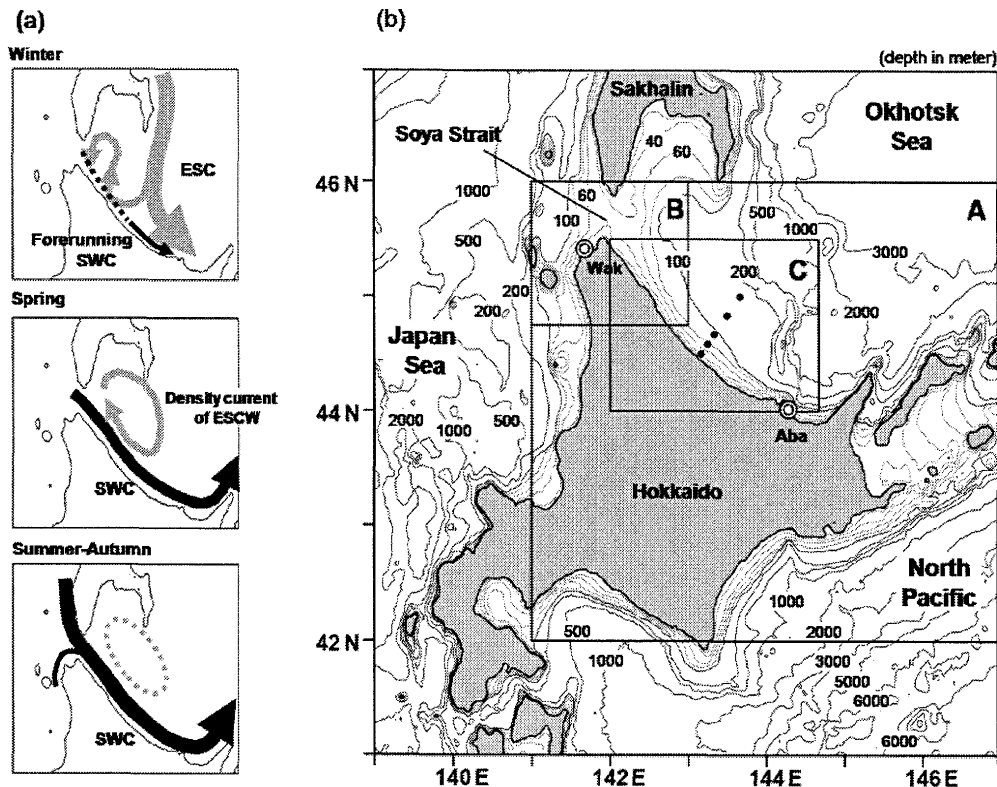 (a)
Winter
ESC
Forerunning
SWC
Spring
Density current
of ESCW
SWC
Summer-Autumn
SWC
(b)
(depth in meter)
Sakhalin
Okhotsk
Sea
Soya Strait
40
60
46 N
1000
60
500
B
A
100
1000
3000
500
Wak
100
200
C
200
200
2000
Japan
Sea
44 N
2000
1000
500
Aba
Hokkaido
North
Pacific
1000
42 N
500
2000
1000
3000
5000
6000
6000
140 E
142 E
144 E
146 E